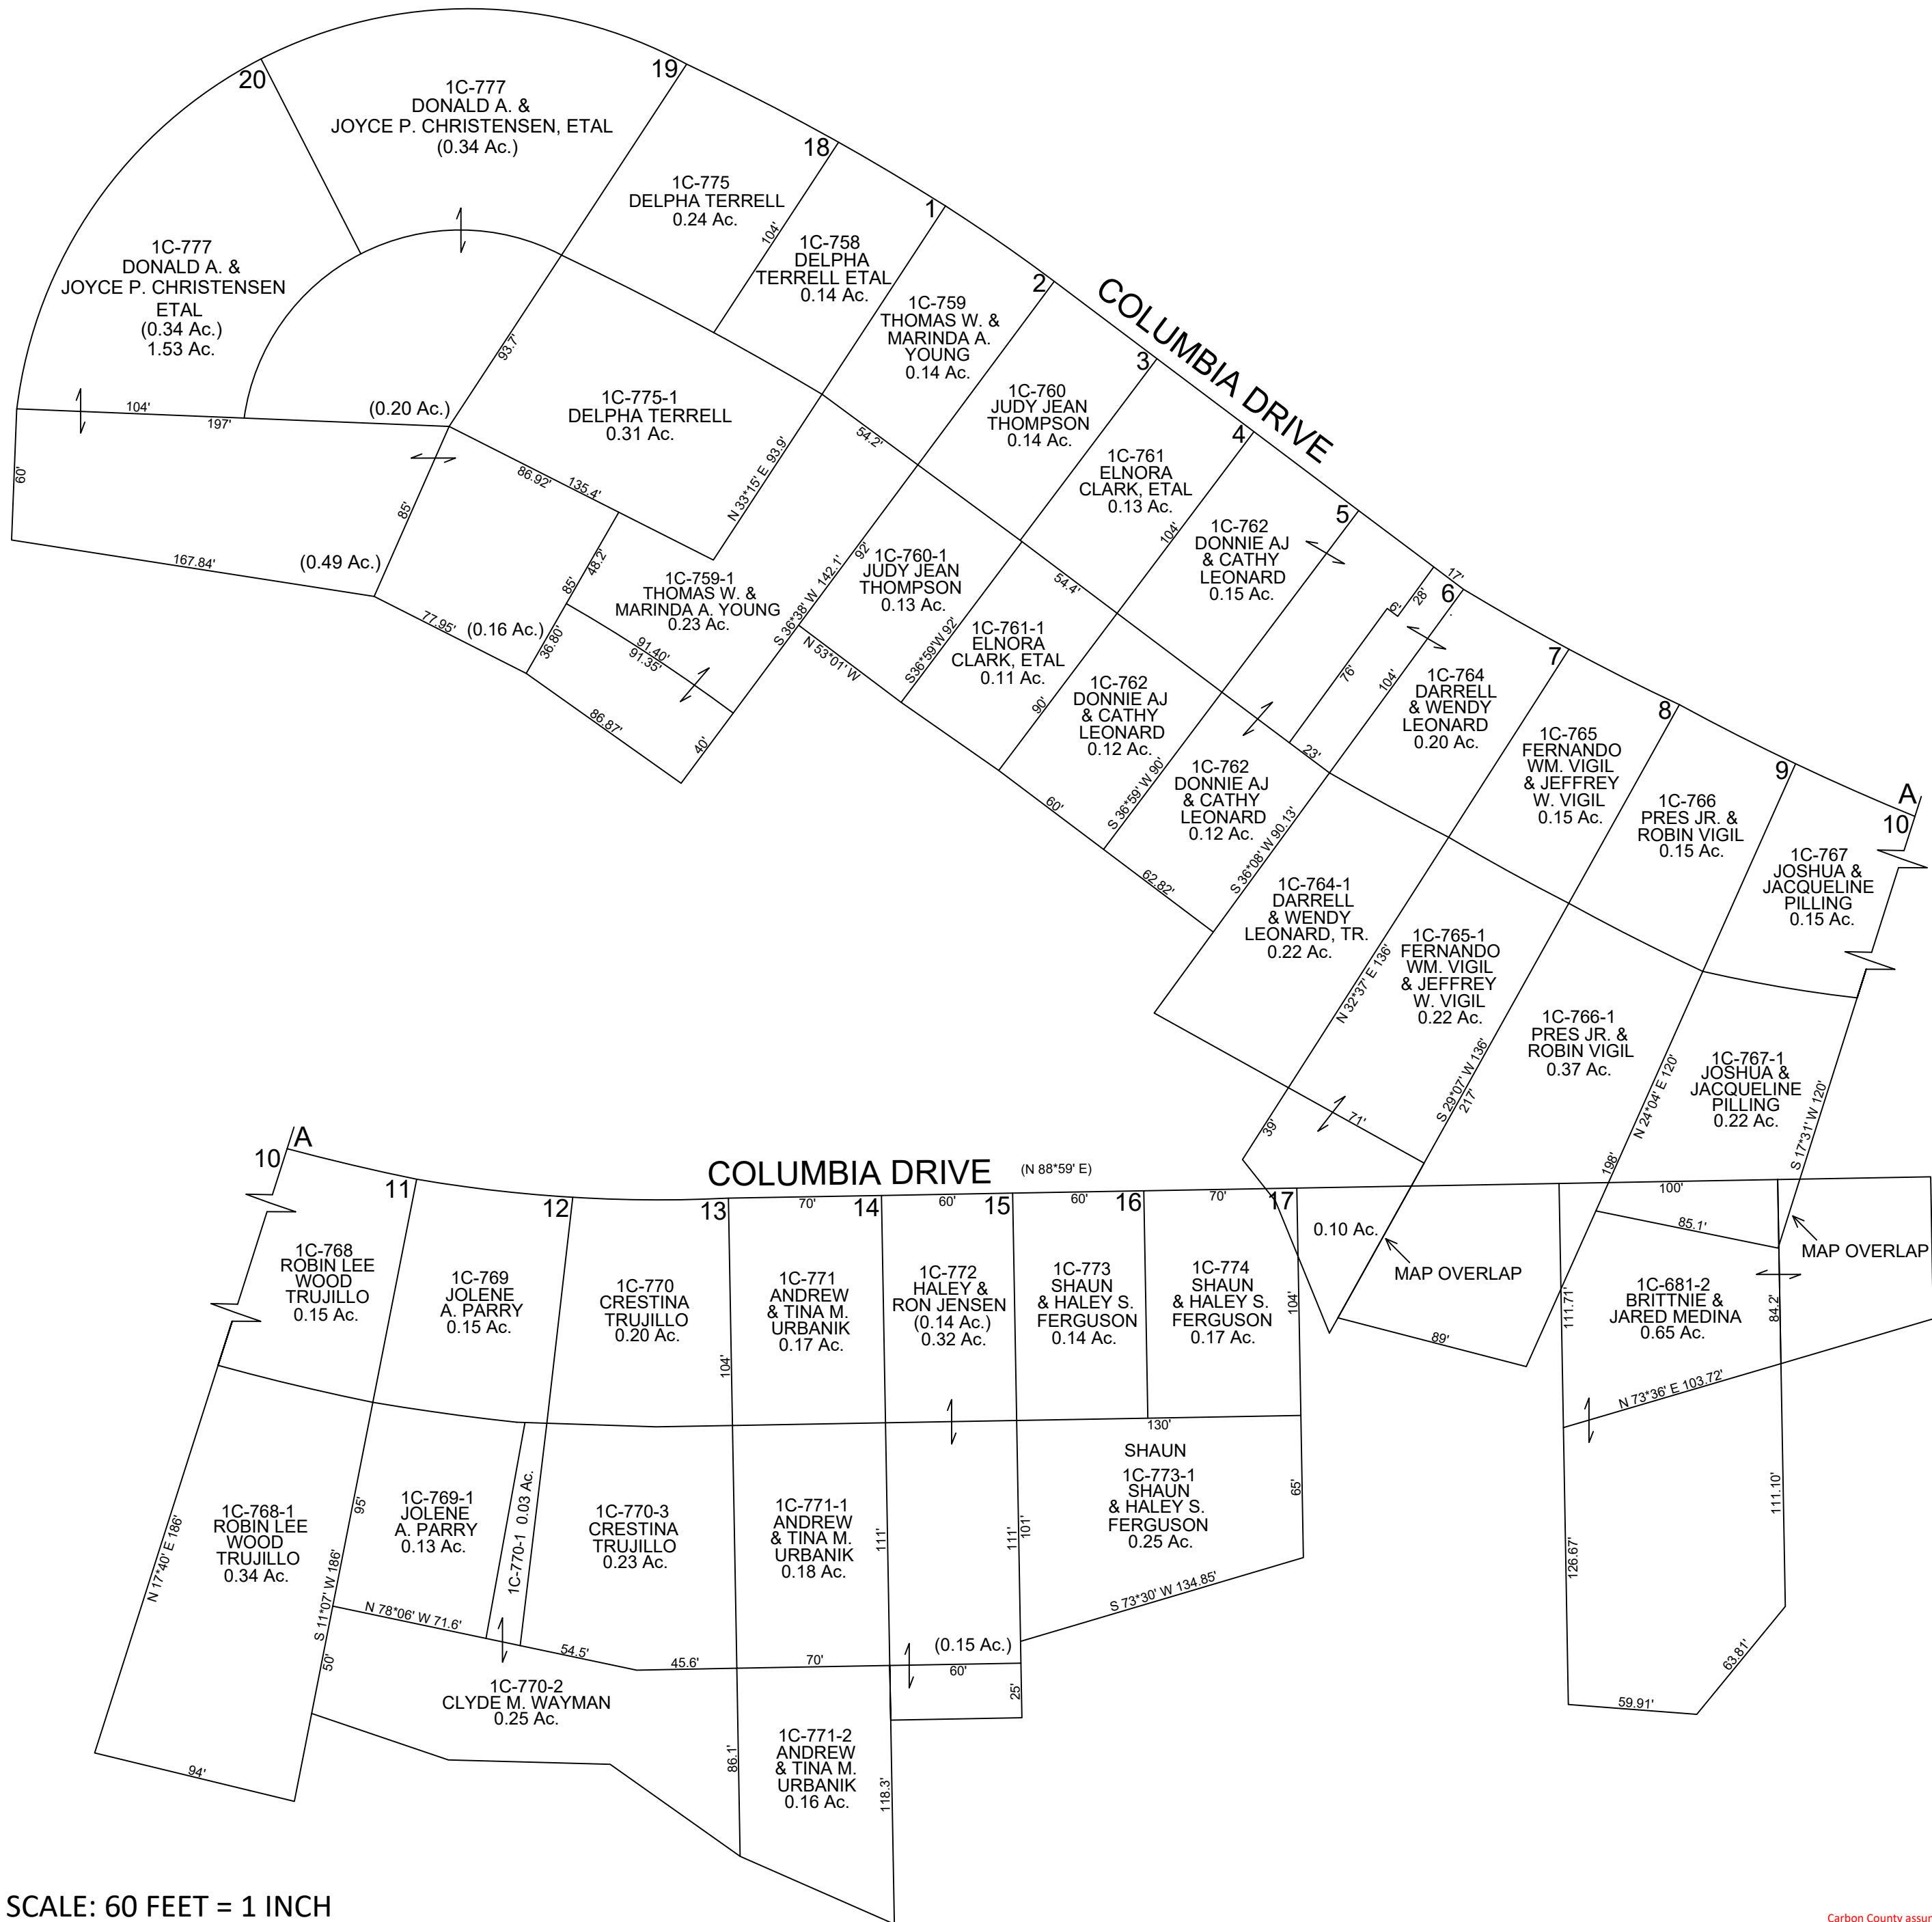 20
1C-777
DONALD A. &
JOYCE P. CHRISTENSEN, ETAL
(0.34 Ac.)
19
1C-777
DONALD A. &
JOYCE P. CHRISTENSEN
ETAL
(0.34 Ac.)
1.53 Ac.
104'
197'
(0.20 Ac.)
60'
167.84'
(0.49 Ac.)
85'
77.95'
(0.16 Ac.)
93.7'
1C-775
DELPHA TERRELL
0.24 Ac.
18
104'
1C-758
DELPHA
TERRELL ETAL
0.14 Ac.
1
1C-775-1
DELPHA TERRELL
0.31 Ac.
86.92'
135.4'
N 33*15' E 93.9'
54.2'
1C-759
THOMAS W. &
MARINDA A.
YOUNG
0.14 Ac.
2
1C-759-1
THOMAS W. &
MARINDA A. YOUNG
0.23 Ac.
85'
48.2'
36.80'
91.40'
91.35'
86.87'
40'
S 36*38' W 142.1'
92'
COLUMBIA DRIVE
1C-760
JUDY JEAN
THOMPSON
0.14 Ac.
3
1C-760-1
JUDY JEAN
THOMPSON
0.13 Ac.
N 53*01' W
S36*59'W 92'
1C-761
ELNORA
CLARK, ETAL
0.13 Ac.
4
104'
54.4'
1C-761-1
ELNORA
CLARK, ETAL
0.11 Ac.
90'
1C-762
DONNIE AJ
& CATHY
LEONARD
0.15 Ac.
5
1C-762
DONNIE AJ
& CATHY
LEONARD
0.12 Ac.
60'
S 36*59' W 90'
1C-762
DONNIE AJ
& CATHY
LEONARD
0.12 Ac.
62.82'
S 36*08' W 90.13'
17'
28'
6'
76'
23'
104'
6
1C-764
DARRELL
& WENDY
LEONARD
0.20 Ac.
7
1C-764-1
DARRELL
& WENDY
LEONARD, TR.
0.22 Ac.
N 32*37' E 136'
1C-765
FERNANDO
WM. VIGIL
& JEFFREY
W. VIGIL
0.15 Ac.
8
1C-765-1
FERNANDO
WM. VIGIL
& JEFFREY
W. VIGIL
0.22 Ac.
39'
71'
S 29*07' W 136'
217'
1C-766
PRES JR. &
ROBIN VIGIL
0.15 Ac.
9
1C-766-1
PRES JR. &
ROBIN VIGIL
0.37 Ac.
N 24*04' E 120'
198'
A
10
1C-767
JOSHUA &
JACQUELINE
PILLING
0.15 Ac.
1C-767-1
JOSHUA &
JACQUELINE
PILLING
0.22 Ac.
S 17*31' W 120'
A
10
COLUMBIA DRIVE
(N 88*59' E)
11
12
13
70'
14
60'
15
60'
16
70'
17
0.10 Ac.
MAP OVERLAP
89'
100'
85.1'
MAP OVERLAP
1C-768
ROBIN LEE
WOOD
TRUJILLO
0.15 Ac.
1C-769
JOLENE
A. PARRY
0.15 Ac.
1C-770
CRESTINA
TRUJILLO
0.20 Ac.
104'
1C-771
ANDREW
& TINA M.
URBANIK
0.17 Ac.
1C-772
HALEY &
RON JENSEN
(0.14 Ac.)
0.32 Ac.
1C-773
SHAUN
& HALEY S.
FERGUSON
0.14 Ac.
1C-774
SHAUN
& HALEY S.
FERGUSON
0.17 Ac.
104'
111.71'
1C-681-2
BRITTNIE &
JARED MEDINA
0.65 Ac.
84.2'
N 73*36' E 103.72'
126.67'
111.10'
63.81'
59.91'
130'
SHAUN
1C-773-1
SHAUN
& HALEY S.
FERGUSON
0.25 Ac.
65'
S 73*30' W 134.85'
1C-768-1
ROBIN LEE
WOOD
TRUJILLO
0.34 Ac.
N 17*40' E 186'
94'
95'
S 11*07' W 186'
50'
1C-769-1
JOLENE
A. PARRY
0.13 Ac.
1C-770-1 0.03 Ac.
N 78*06' W 71.6'
54.5'
45.6'
1C-770-3
CRESTINA
TRUJILLO
0.23 Ac.
1C-771-1
ANDREW
& TINA M.
URBANIK
0.18 Ac.
111'
111'
101'
(0.15 Ac.)
70'
60'
25'
1C-770-2
CLYDE M. WAYMAN
0.25 Ac.
86.1'
1C-771-2
ANDREW
& TINA M.
URBANIK
0.16 Ac.
118.3'
SCALE: 60 FEET = 1 INCH
Carbon County assu